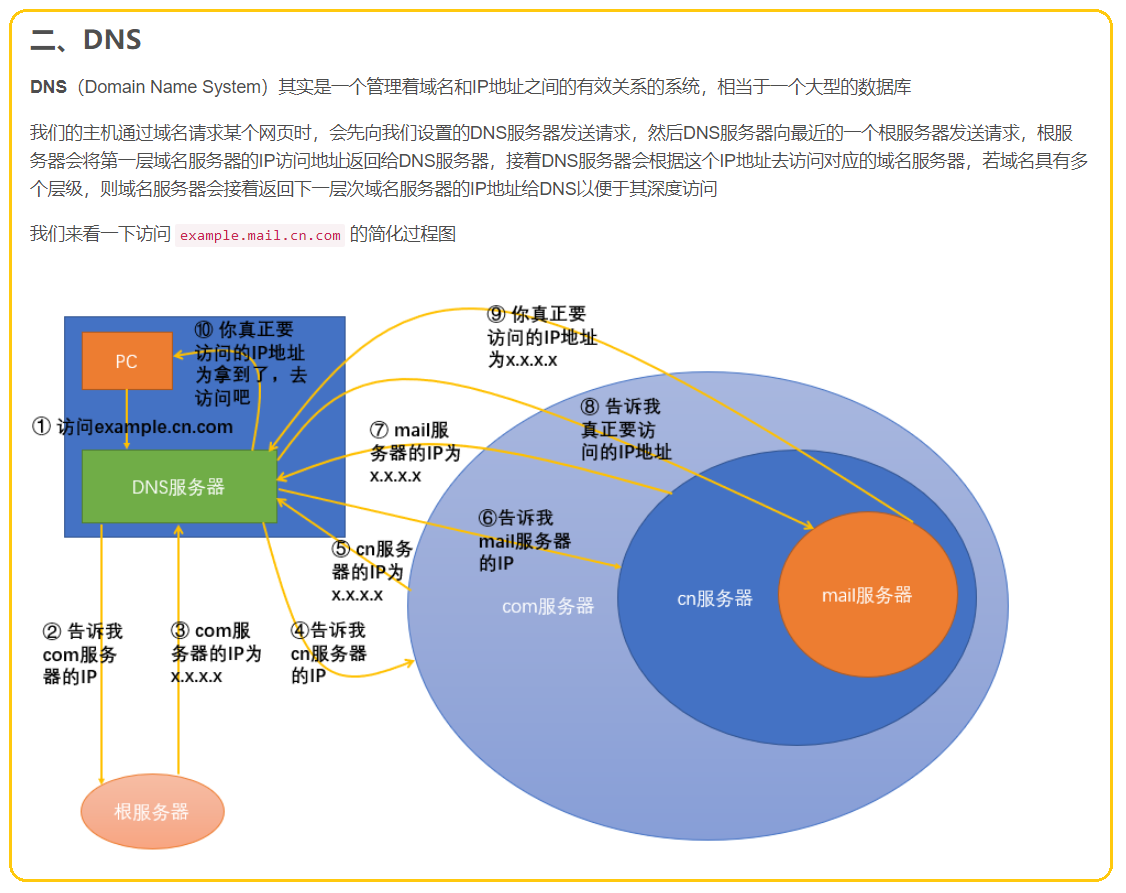 二、DNS
DNS（Domain Name System）其实是一个管理着域名和IP地址之间的有效关系的系统，相当于一个大型的数据库
我们的主机通过域名请求某个网页时，会先向我们设置的DNS服务器发送请求，然后DNS服务器向最近的一个根服务器发送请求，根服
务器会将第一层域名服务器的IP访问地址返回给DNS服务器，接着DNS服务器会根据这个IP地址去访问对应的域名服务器，若域名具有多
个层级，则域名服务器会接着返回下一层次域名服务器的IP地址给DNS以便于其深度访问
我们来看一下访问 example.mail.cn.com 的简化过程图
PC
⑩ 你真正要
访问的IP地址
为拿到了，去
访问吧
① 访问example.cn.com
DNS服务器
⑨ 你真正要
访问的IP地址
为x.x.x.x
⑧ 告诉我
真正要访
问的IP地址
⑦ mail服
务器的IP为
x.x.x.x
⑥告诉我
mail服务器
的IP
⑤ cn服务
器的IP为
x.x.x.x
② 告诉我
com服务
器的IP
③ com服
务器的IP为
x.x.x.x
④告诉我
cn服务器
的IP
com服务器
cn服务器
mail服务器
根服务器